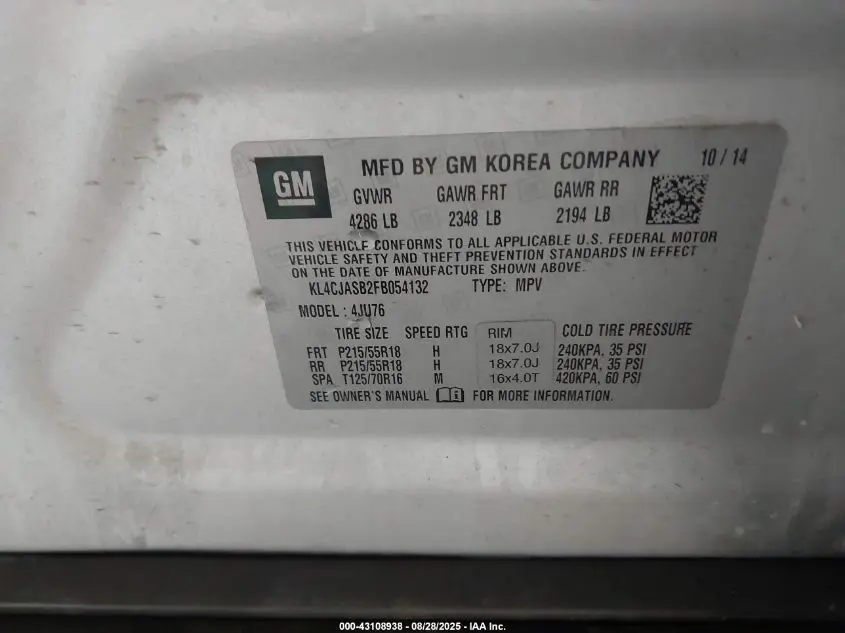 GM
MFD BY GM KOREA COMPANY 10 / 14
GVWR GAWR FRT GAWR RR
4286 LB 2348 LB 2194 LB
THIS VEHICLE CONFORMS TO ALL APPLICABLE U.S. FEDERAL MOTOR
VEHICLE SAFETY AND THEFT PREVENTION STANDARDS IN EFFECT
ON THE DATE OF MANUFACTURE SHOWN ABOVE.
KL4CJASB2FB054132 TYPE: MPV
MODEL : 4JU76
TIRE SIZE SPEED RTG RIM COLD TIRE PRESSURE
FRT P215/55R18 H 18x7.0J 240KPA, 35 PSI
RR P215/55R18 H 18x7.0J 240KPA, 35 PSI
SPA T125/70R16 M 16x4.0T 420KPA, 60 PSI
SEE OWNER'S MANUAL i FOR MORE INFORMATION.
000-43108938 - 08/28/2025 - IAA Inc.